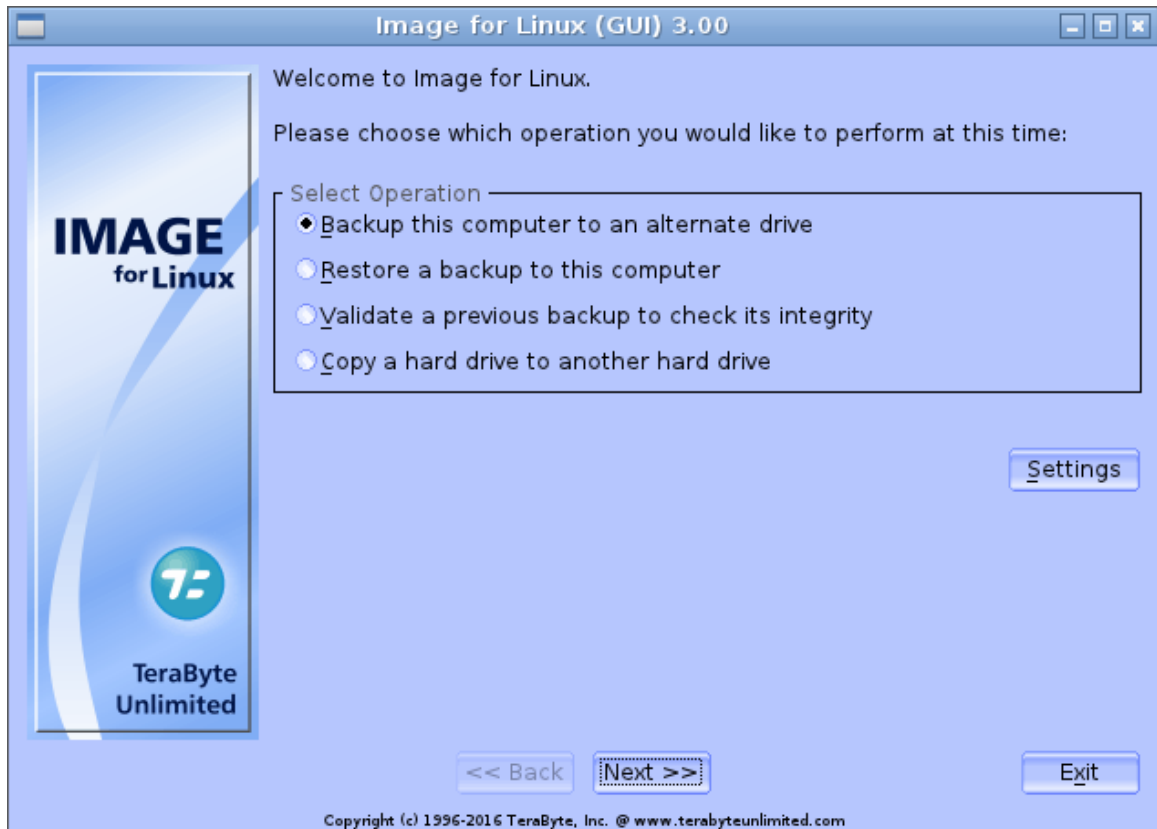 Image for Linux (GUI) 3.00
IMAGE
for Linux
TeraByte
Unlimited
Welcome to Image for Linux.
Please choose which operation you would like to perform at this time:
Select Operation
Backup this computer to an alternate drive
Restore a backup to this computer
Validate a previous backup to check its integrity
Copy a hard drive to another hard drive
Settings
<< Back
Next >>
Exit
Copyright (c) 1996-2016 TeraByte, Inc. @ www.terabyteunlimited.com